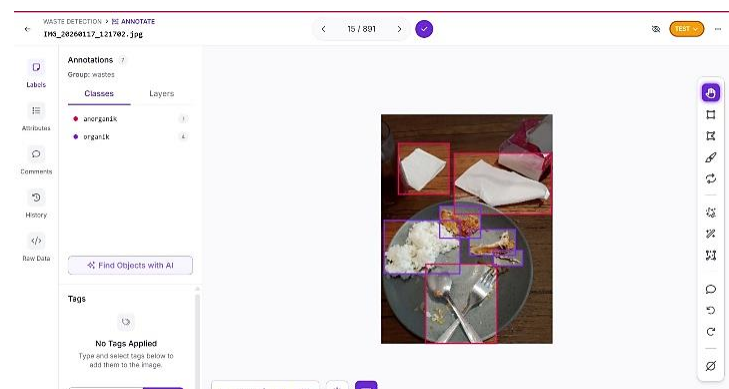 WASTE DETECTION > ANNOTATE
IMG_20260117_121702.jpg
15 / 891
TEST
Labels
Attributes
Comments
History
Raw Data
Annotations 7
Group: wastes
Classes
Layers
anorganik
organik
Find Objects with AI
Tags
No Tags Applied
Type and select tags below to
add them to the image.